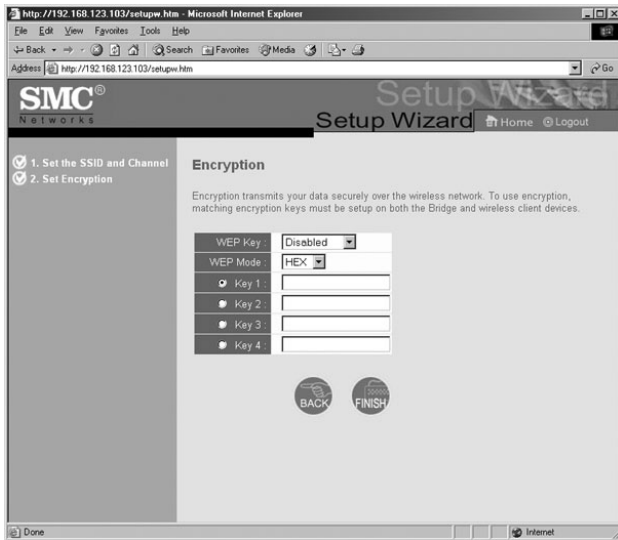 http://192.168.123.103/setupw.htm - Microsoft Internet Explorer
File Edit View Favorites Tools Help
Back Search Favorites Media
Address http://192.168.123.103/setupw.htm Go
SMC®
Networks
Setup Wizard
Setup Wizard Home Logout
1. Set the SSID and Channel
2. Set Encryption
Encryption
Encryption transmits your data securely over the wireless network. To use encryption,
matching encryption keys must be setup on both the Bridge and wireless client devices.
WEP Key : Disabled
WEP Mode : HEX
Key 1 :
Key 2 :
Key 3 :
Key 4 :
BACK FINISH
Done Internet